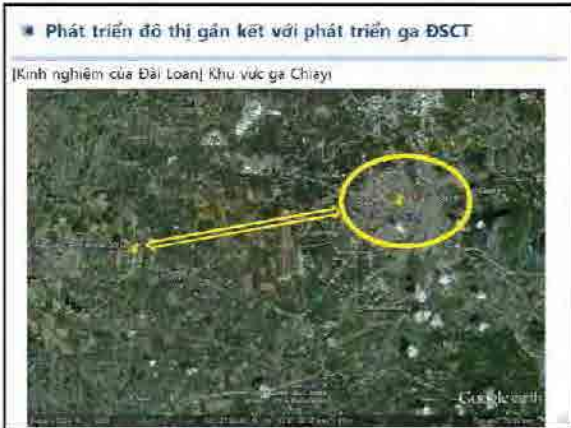 Phát triển đô thị gắn kết với phát triển ga ĐSCT
[Kinh nghiệm của Đài Loan] Khu vực ga Chiayi
Google earth